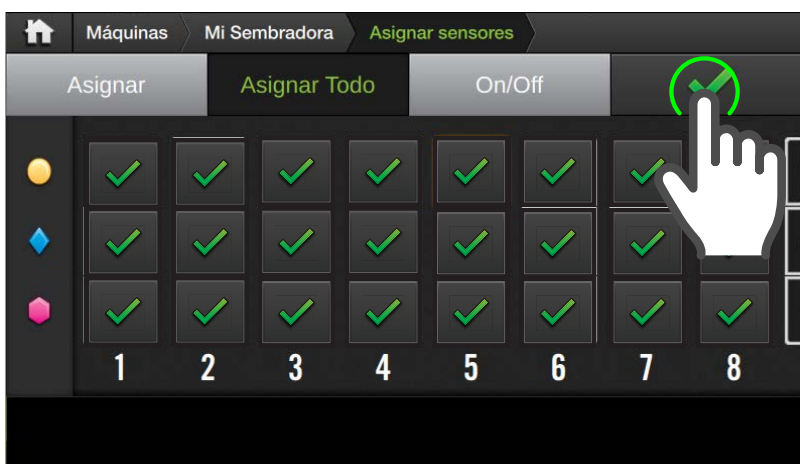 Máquinas Mi Sembradora Asignar sensores
Asignar Asignar Todo On/Off
1 2 3 4 5 6 7 8